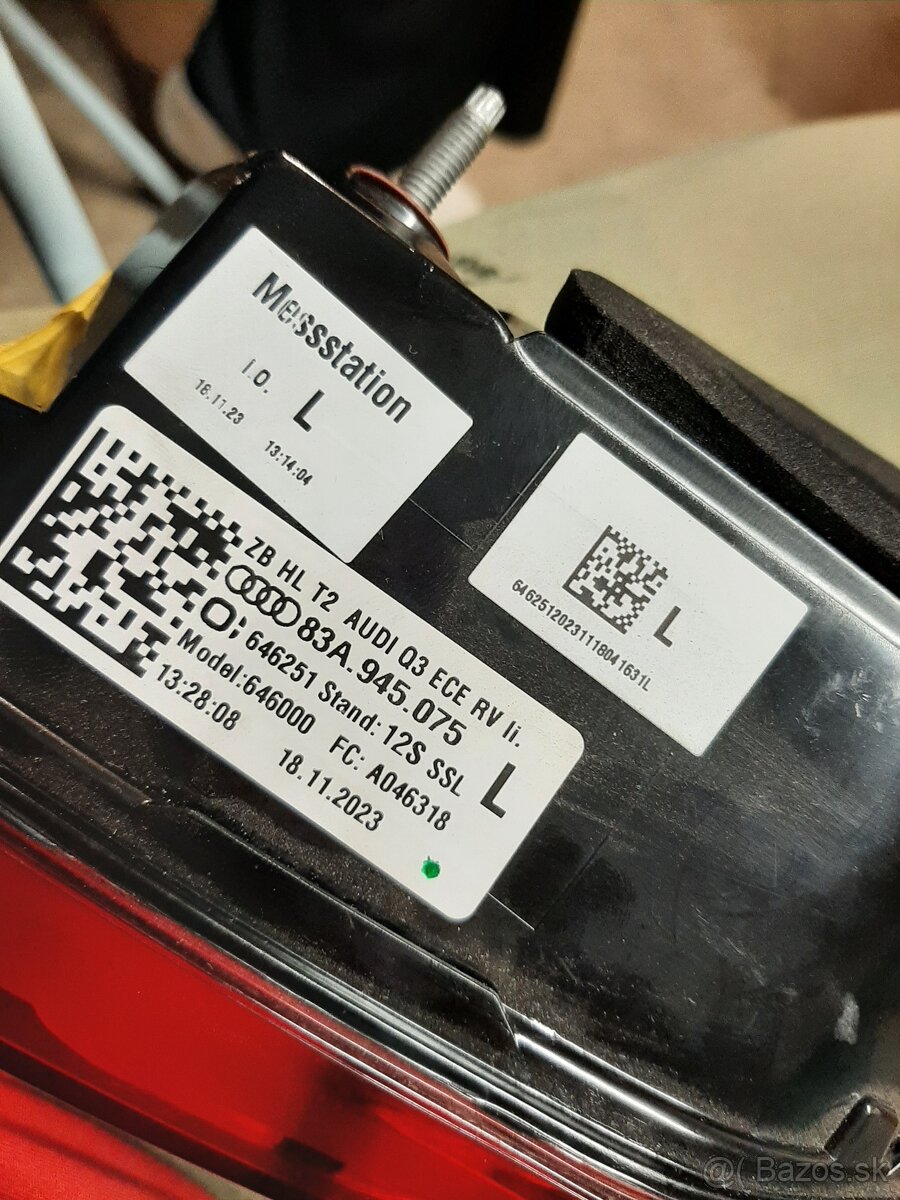 Messstation
i.O.
L
18.11.23
13:14:04
ZB HL T2 AUDI Q3 ECE RV li.
83A.945.075
646251 Stand: 12S SSL
L
Model:646000
FC: A046318
13:28:08
18.11.2023
L
64625120231118041631L
@( Bazos.sk